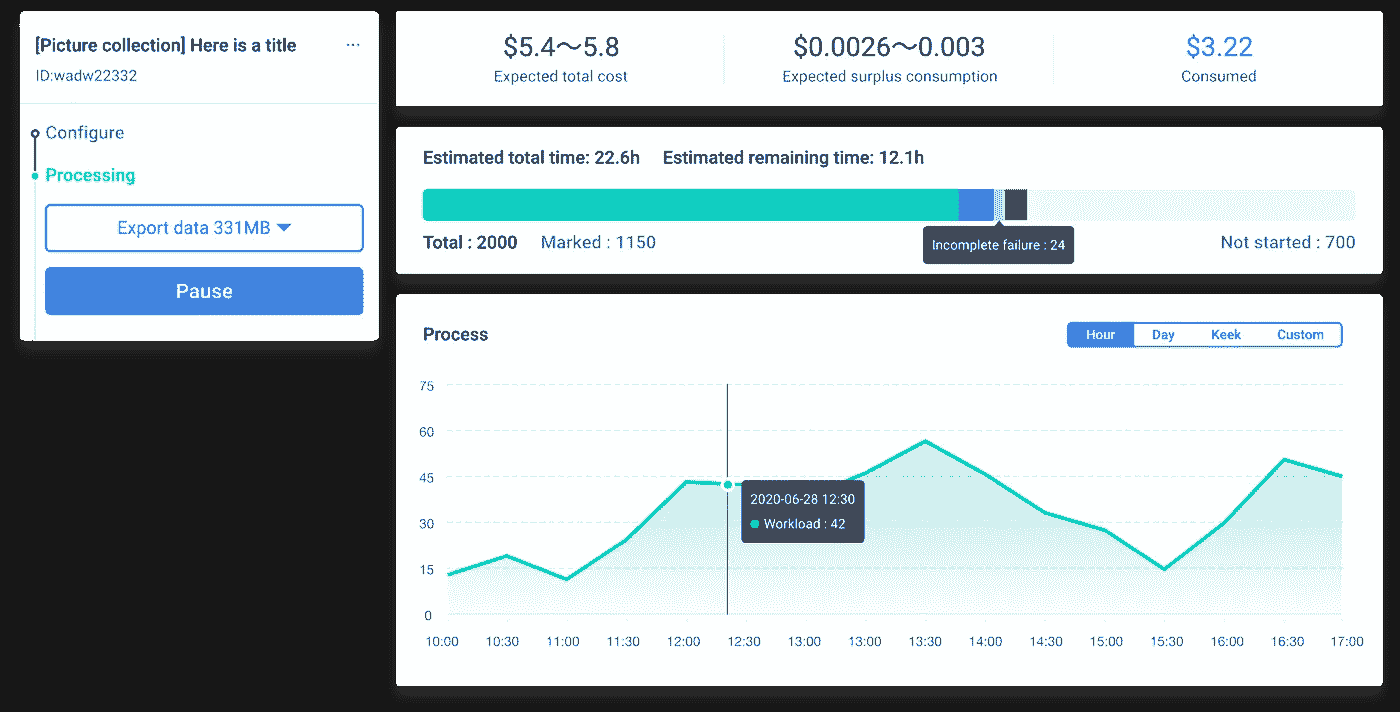 [Picture collection] Here is a title
...
ID:wadw22332
Configure
Processing
Export data 331MB
Pause
$5.4～5.8
Expected total cost
$0.0026～0.003
Expected surplus consumption
$3.22
Consumed
Estimated total time: 22.6h Estimated remaining time: 12.1h
Total : 2000 Marked : 1150
Incomplete failure : 24
Not started : 700
Process
Hour Day Keek Custom
75
60
45
30
15
0
2020-06-28 12:30
Workload : 42
10:00 10:30 11:00 11:30 12:00 12:30 13:00 13:00 13:30 14:00 14:30 15:00 15:30 16:00 16:30 17:00